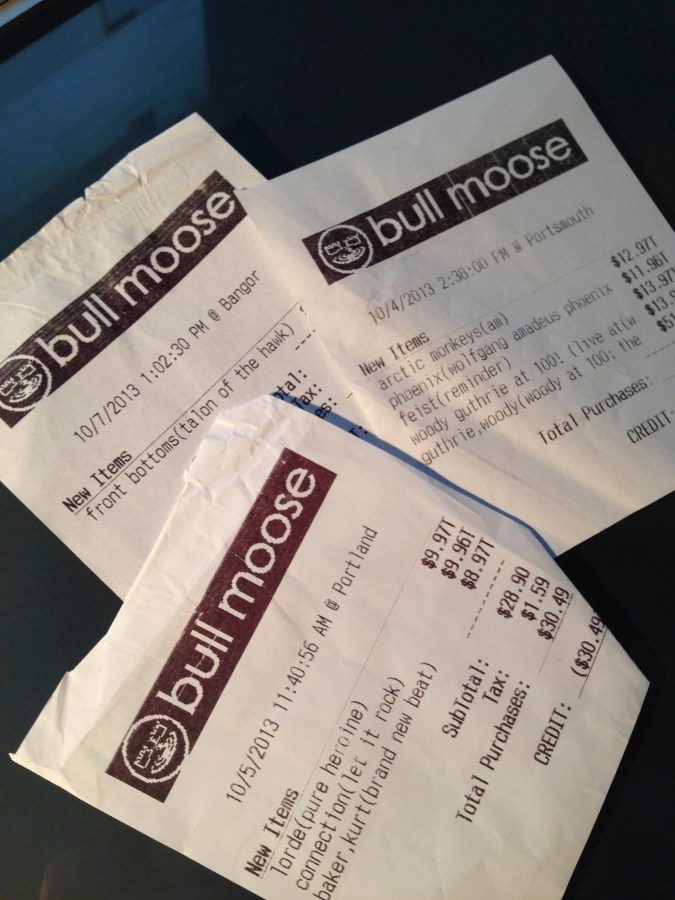 bull moose
10/7/2013 1:02:30 PM @ Bangor
New Items
front bottoms(talon of the hawk)
bull moose
10/4/2013 2:38:00 PM @ Portsmouth
New Items
arctic monkeys(am) $12.97T
phoenix(wolfgang amadeus phoenix $11.96T
feist(reminder) $13.97T
woody guthrie at 100! (live at(w
guthrie,woody(woody at 100: the
Total Purchases:
CREDIT:
bull moose
10/5/2013 11:40:56 AM @ Portland
New Items
lorde(pure heroine) $9.97T
connection(let it rock) $9.96T
baker,kurt(brand new beat) $8.97T
SubTotal: $28.90
Tax: $1.59
Total Purchases: $30.49
CREDIT: ($30.49